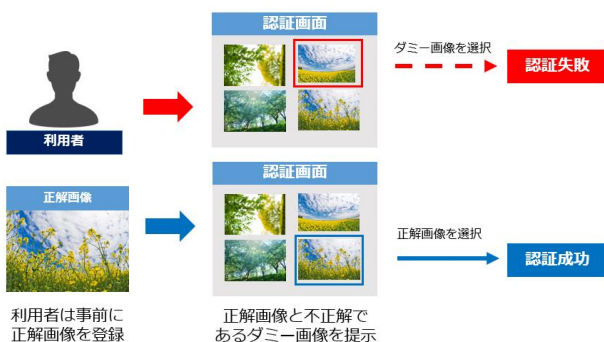 認証画面
ダミー画像を選択
認証失敗
利用者
認証画面
正解画像
正解画像を選択
認証成功
利用者は事前に
正解画像を登録
正解画像と不正解で
あるダミー画像を提示